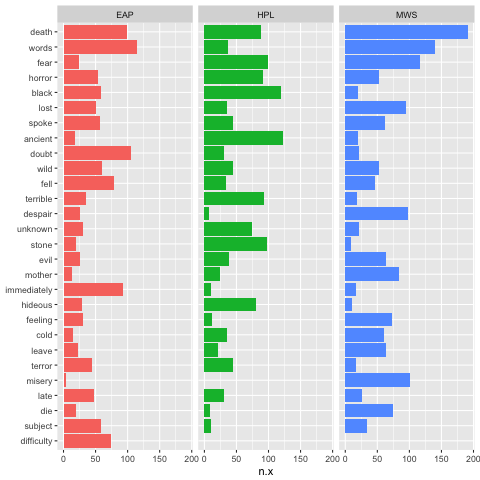 EAP HPL MWS
death
words
fear
horror
black
lost
spoke
ancient
doubt
wild
fell
terrible
despair
unknown
stone
evil
mother
immediately
hideous
feeling
cold
leave
terror
misery
late
die
subject
difficulty
0 50 100 150 200 0 50 100 150 200 0 50 100 150 200
n.x